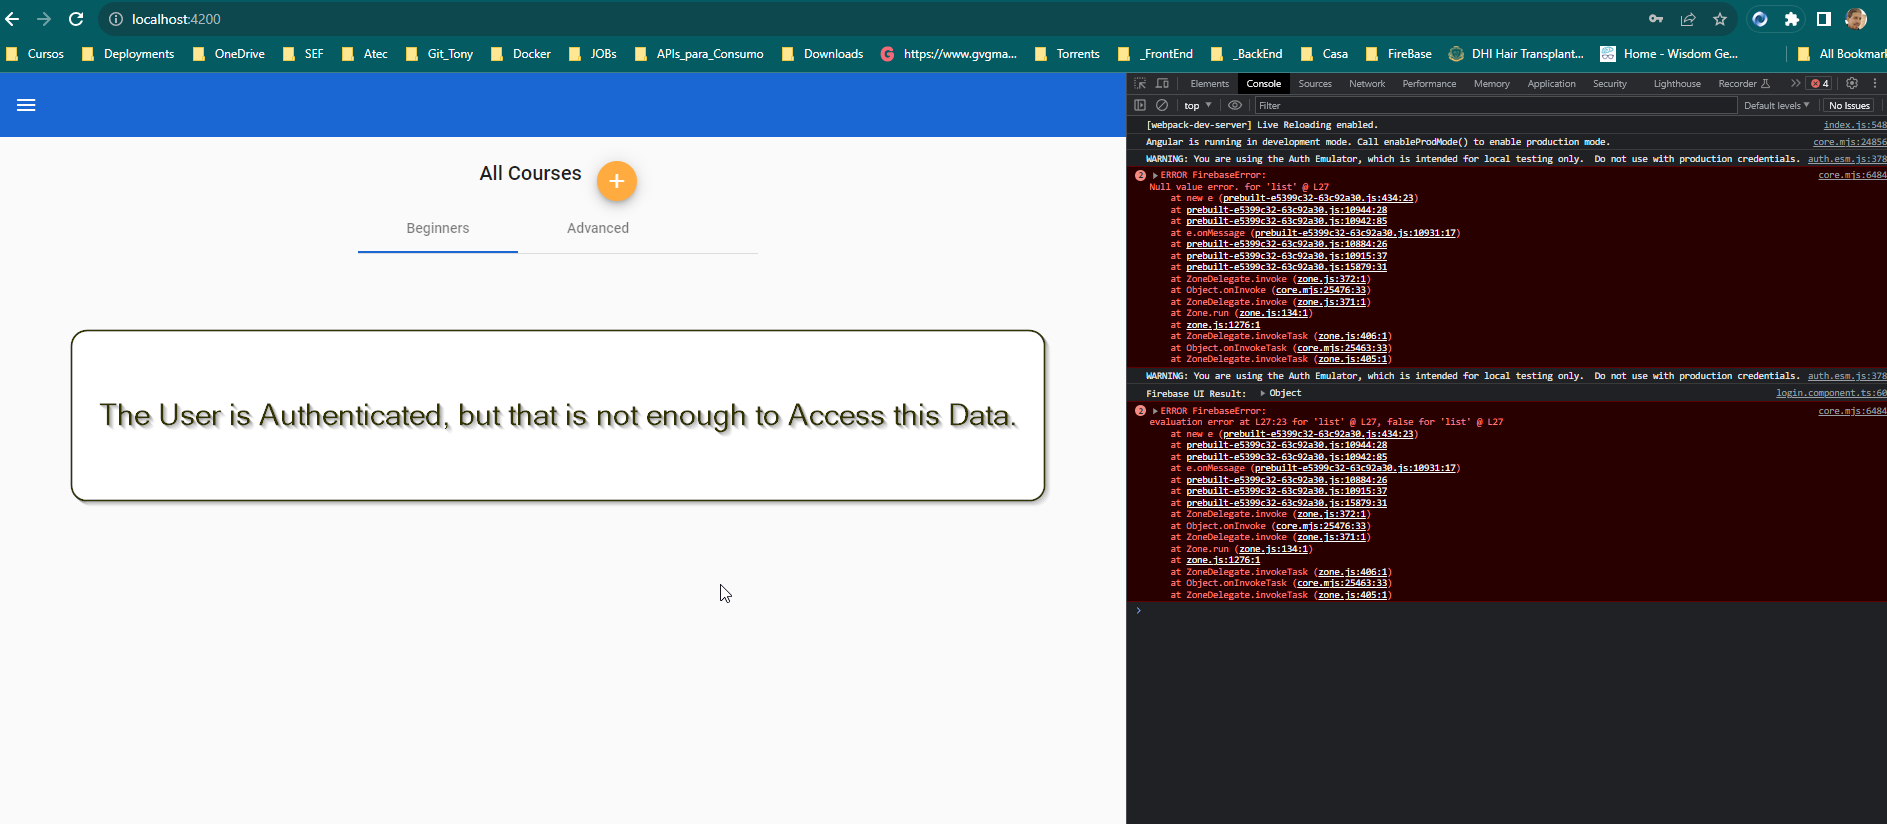 localhost:4200
Cursos Deployments OneDrive SEF Atec Git_Tony Docker JOBs APIs_para_Consumo Downloads https://www.gvgma... Torrents _FrontEnd _BackEnd Casa FireBase DHI Hair Transplant... Home - Wisdom Ge... All Bookmar
Elements Console Sources Network Performance Memory Application Security Lighthouse Recorder 4
top Filter Default levels No Issues
[webpack-dev-server] Live Reloading enabled. index.js:548
Angular is running in development mode. Call enableProdMode() to enable production mode. core.mjs:24856
WARNING: You are using the Auth Emulator, which is intended for local testing only. Do not use with production credentials. auth.esm.js:378
2 ERROR FirebaseError: core.mjs:6484
Null value error. for 'list' @ L27
at new e (prebuilt-e5399c32-63c92a30.js:434:23)
at prebuilt-e5399c32-63c92a30.js:10944:28
at prebuilt-e5399c32-63c92a30.js:10942:85
at e.onMessage (prebuilt-e5399c32-63c92a30.js:10931:17)
at prebuilt-e5399c32-63c92a30.js:10884:26
at prebuilt-e5399c32-63c92a30.js:10915:37
at prebuilt-e5399c32-63c92a30.js:15879:31
at ZoneDelegate.invoke (zone.js:372:1)
at Object.onInvoke (core.mjs:25476:33)
at ZoneDelegate.invoke (zone.js:371:1)
at Zone.run (zone.js:134:1)
at zone.js:1276:1
at ZoneDelegate.invokeTask (zone.js:406:1)
at Object.onInvokeTask (core.mjs:25463:33)
at ZoneDelegate.invokeTask (zone.js:405:1)
WARNING: You are using the Auth Emulator, which is intended for local testing only. Do not use with production credentials. auth.esm.js:378
Firebase UI Result: Object login.component.ts:60
2 ERROR FirebaseError: core.mjs:6484
evaluation error at L27:23 for 'list' @ L27, false for 'list' @ L27
at new e (prebuilt-e5399c32-63c92a30.js:434:23)
at prebuilt-e5399c32-63c92a30.js:10944:28
at prebuilt-e5399c32-63c92a30.js:10942:85
at e.onMessage (prebuilt-e5399c32-63c92a30.js:10931:17)
at prebuilt-e5399c32-63c92a30.js:10884:26
at prebuilt-e5399c32-63c92a30.js:10915:37
at prebuilt-e5399c32-63c92a30.js:15879:31
at ZoneDelegate.invoke (zone.js:372:1)
at Object.onInvoke (core.mjs:25476:33)
at ZoneDelegate.invoke (zone.js:371:1)
at Zone.run (zone.js:134:1)
at zone.js:1276:1
at ZoneDelegate.invokeTask (zone.js:406:1)
at Object.onInvokeTask (core.mjs:25463:33)
at ZoneDelegate.invokeTask (zone.js:405:1)
All Courses +
Beginners Advanced
The User is Authenticated, but that is not enough to Access this Data.